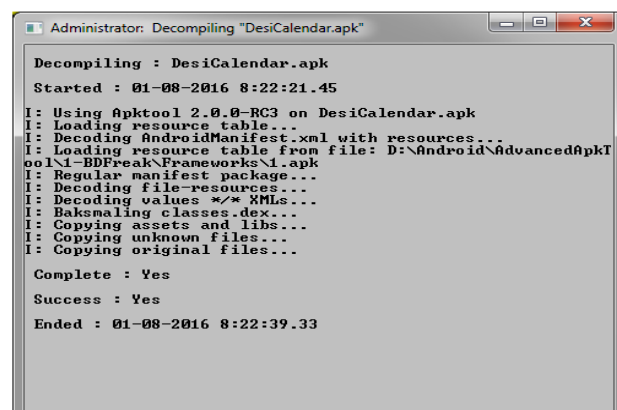 Administrator: Decompiling "DesiCalendar.apk"
Decompiling : DesiCalendar.apk
Started : 01-08-2016 8:22:21.45
I: Using Apktool 2.0.0-RC3 on DesiCalendar.apk
I: Loading resource table...
I: Decoding AndroidManifest.xml with resources...
I: Loading resource table from file: D:\Android\AdvancedApkT
ool\1-BDFreak\Frameworks\1.apk
I: Regular manifest package...
I: Decoding file-resources...
I: Decoding values */* XMLs...
I: Baksmaling classes.dex...
I: Copying assets and libs...
I: Copying unknown files...
I: Copying original files...
Complete : Yes
Success : Yes
Ended : 01-08-2016 8:22:39.33